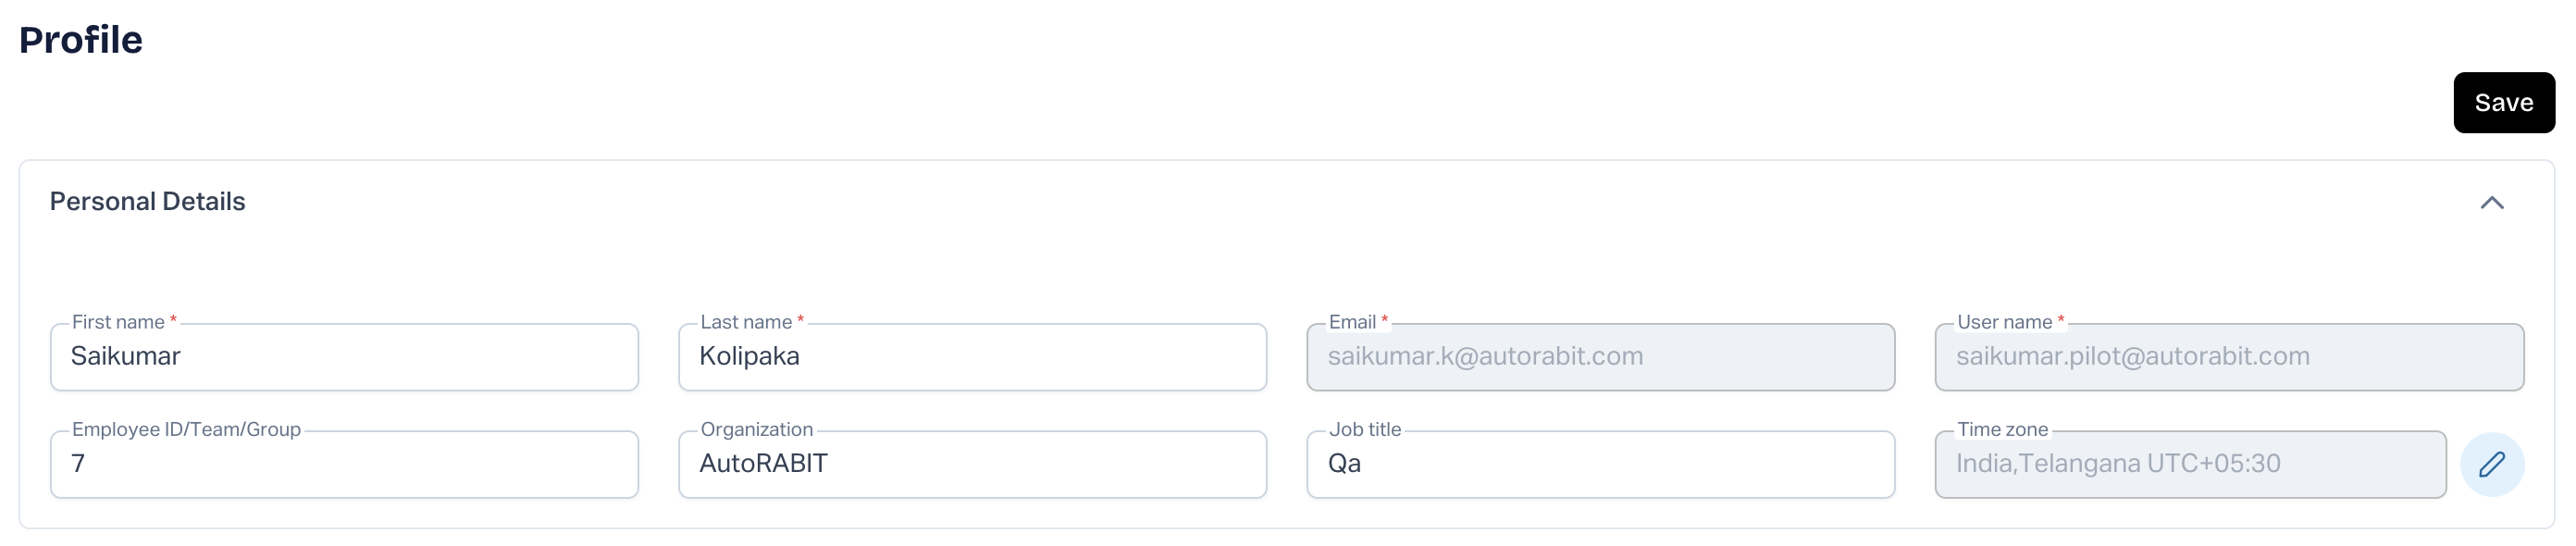 Profile
Save
Personal Details
First name * Last name * Email * User name *
Saikumar Kolipaka saikumar.k@autorabit.com saikumar.pilot@autorabit.com
Employee ID/Team/Group Organization Job title Time zone
7 AutoRABIT Qa India,Telangana UTC+05:30